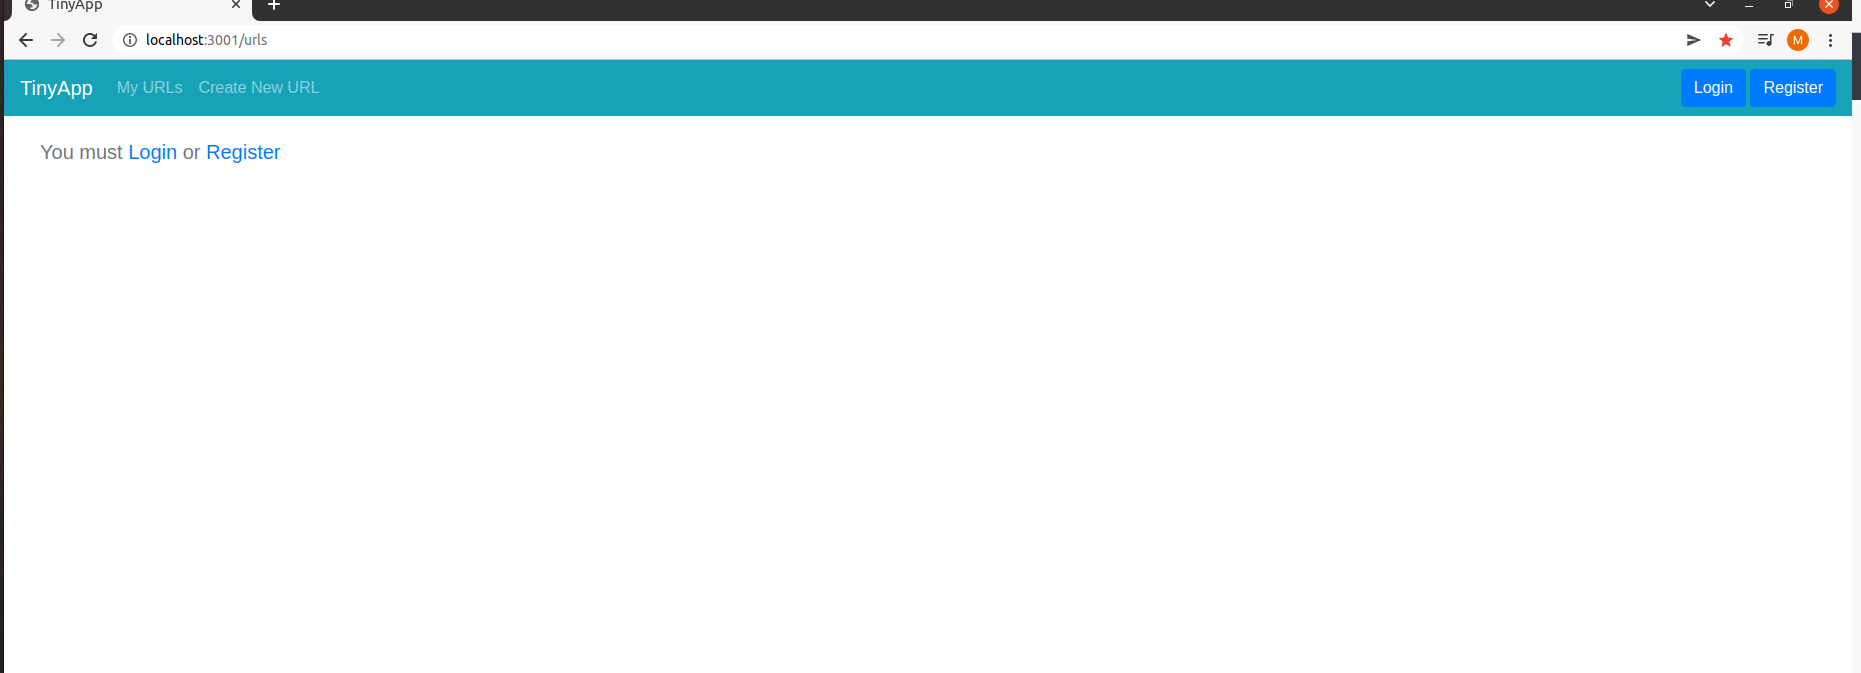 TinyApp
localhost:3001/urls
M
TinyApp My URLs Create New URL Login Register
You must Login or Register